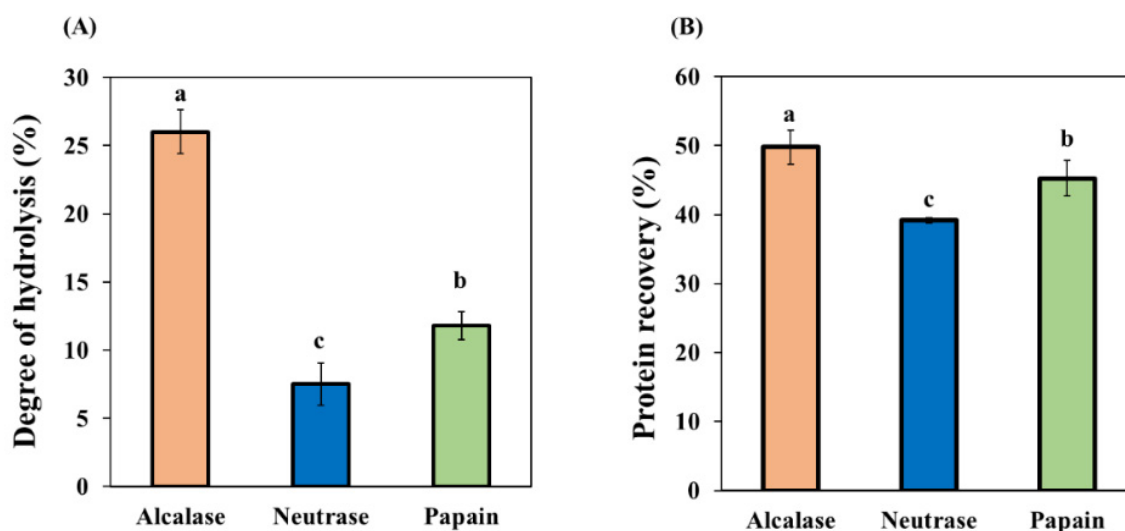 (A)
Degree of hydrolysis (%)
30
25
20
15
10
5
0
a
c
b
Alcalase Neutrase Papain
(B)
Protein recovery (%)
60
50
40
30
20
10
0
a
c
b
Alcalase Neutrase Papain